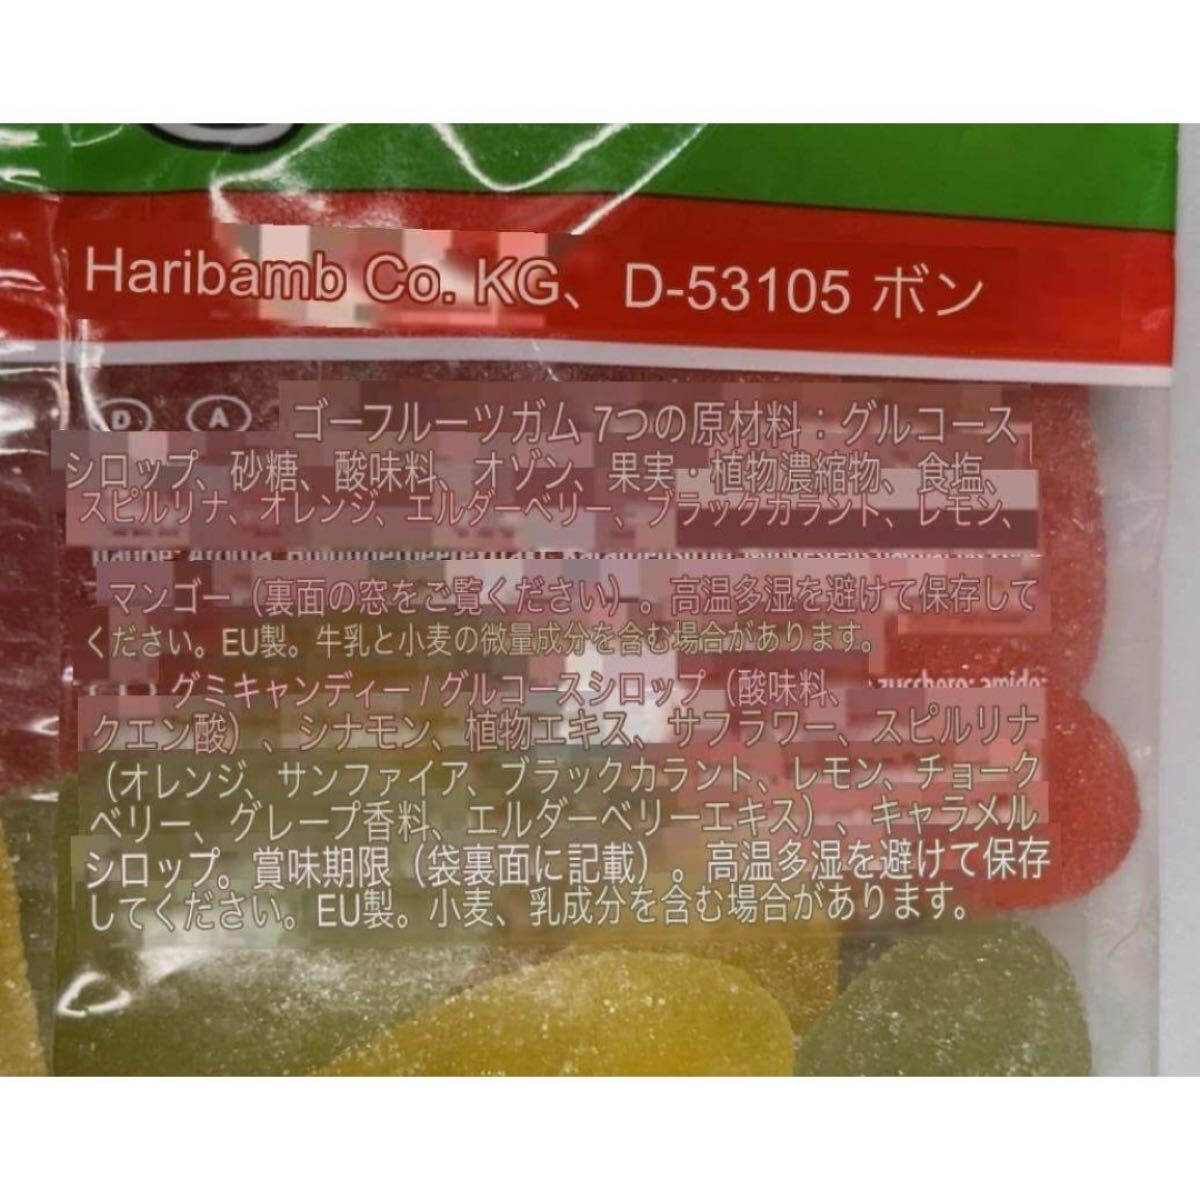 Haribamb Co. KG、D-53105 ボン
D A ゴーフルーツガム 7つの原材料：グルコース
シロップ、砂糖、酸味料、オゾン、果実・植物濃縮物、食塩、
スピルリナ、オレンジ、エルダーベリー、ブラックカラント、レモン、
マンゴー（裏面の窓をご覧ください）。高温多湿を避けて保存して
ください。EU製。牛乳と小麦の微量成分を含む場合があります。
グミキャンディー / グルコースシロップ（酸味料、
zucchero; amido;
クエン酸）、シナモン、植物エキス、サフラワー、スピルリナ
（オレンジ、サンファイア、ブラックカラント、レモン、チョーク
ベリー、グレープ香料、エルダーベリーエキス）、キャラメル
シロップ。賞味期限（袋裏面に記載）。高温多湿を避けて保存
してください。EU製。小麦、乳成分を含む場合があります。